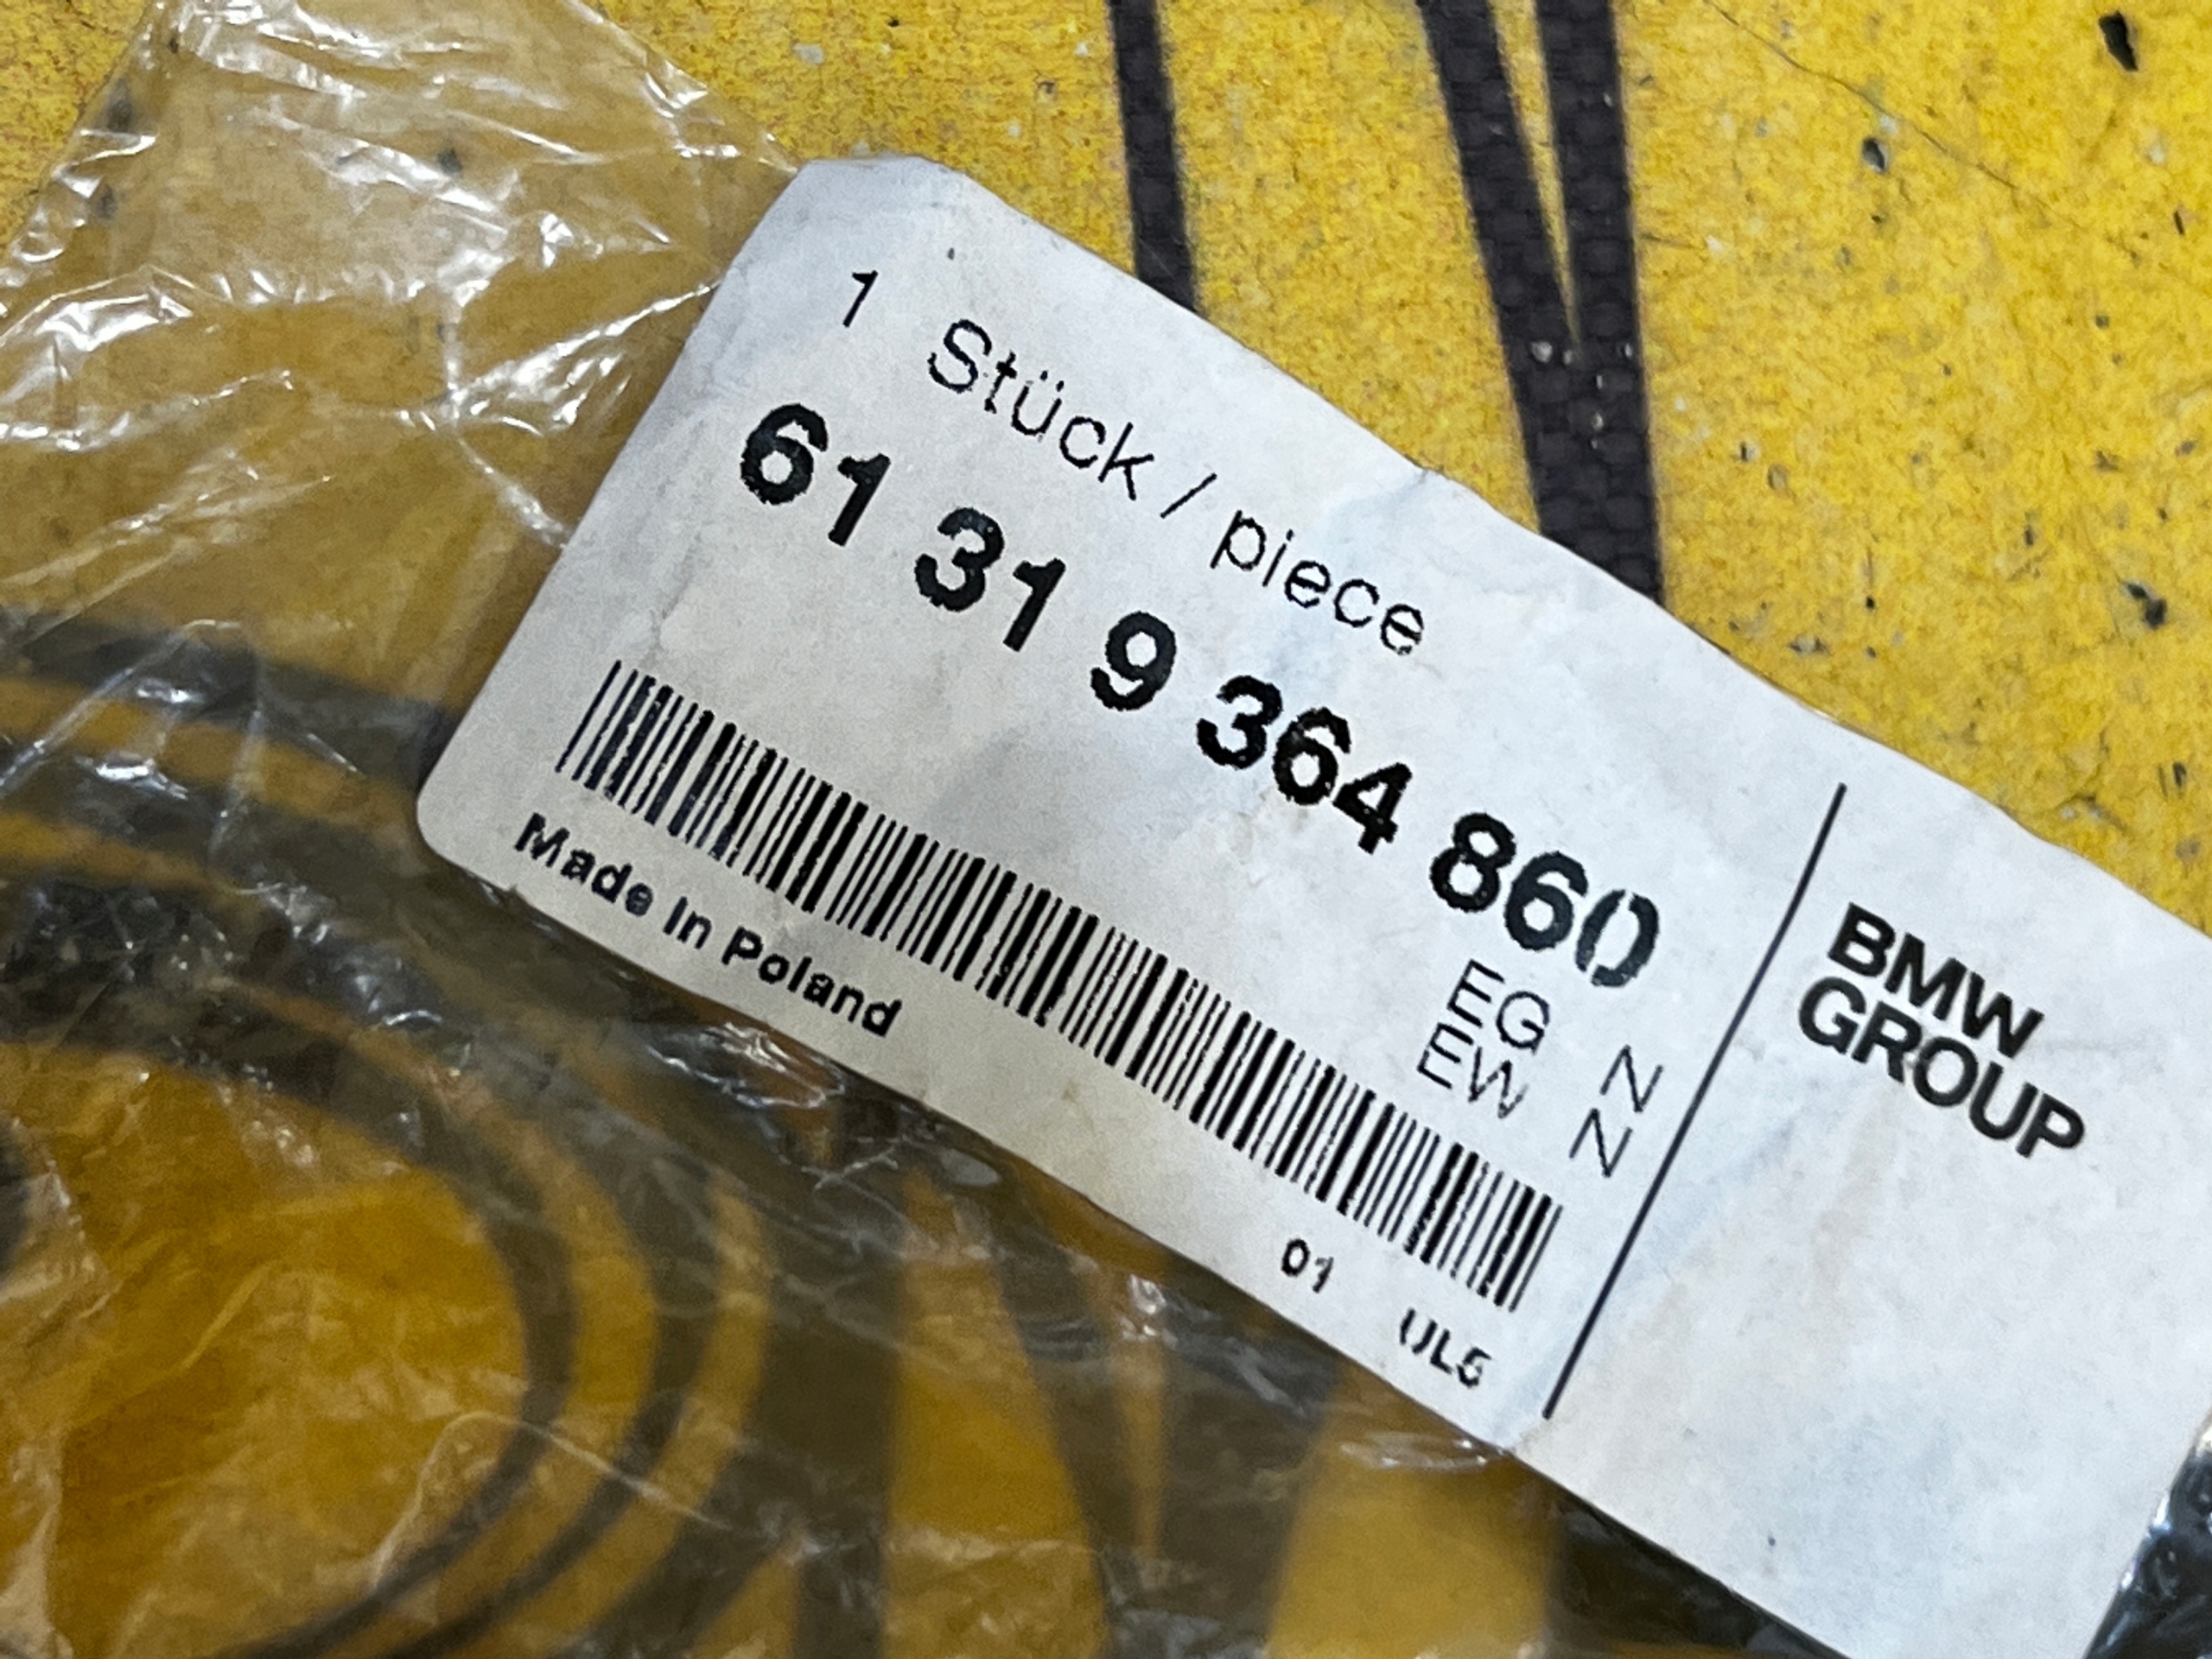 1 Stück / piece
61 31 9 364 860
EG N
EW N
Made in Poland
01 UL5
BMW
GROUP